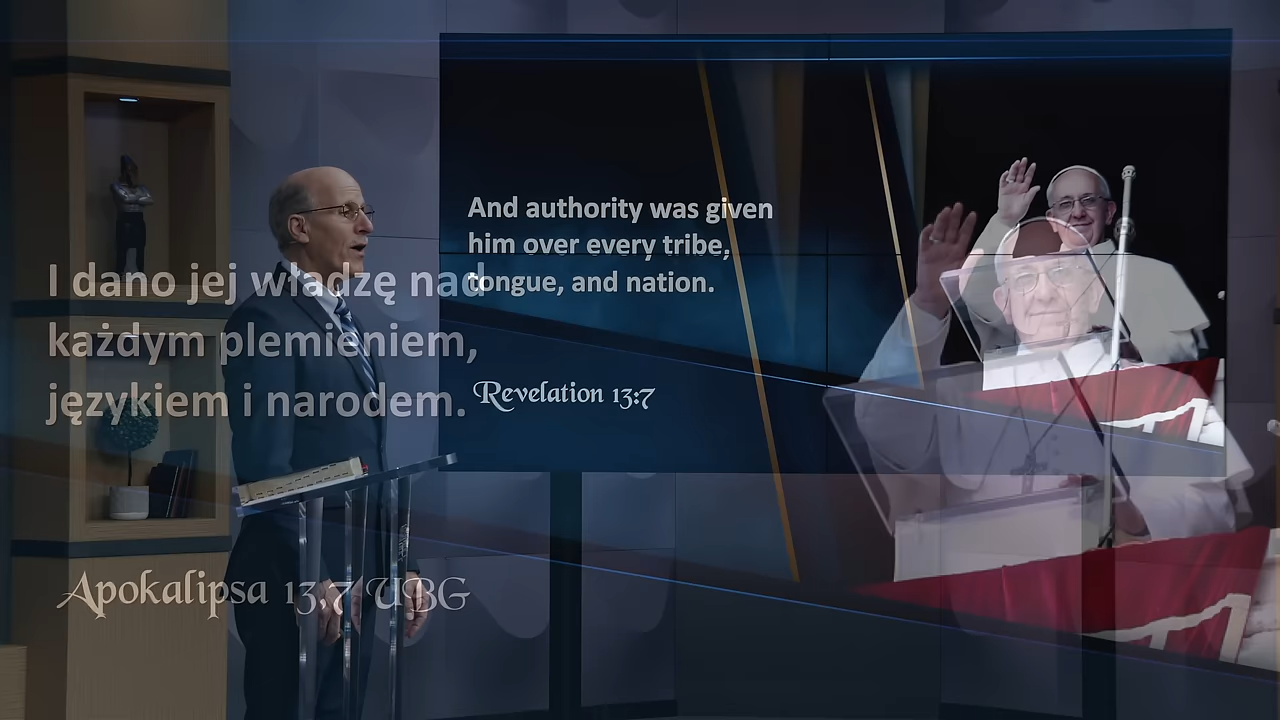 And authority was given
him over every tribe,
tongue, and nation.
Revelation 13:7
I dano jej władzę nad
każdym plemieniem,
językiem i narodem.
Apokalipsa 13,7 UBG